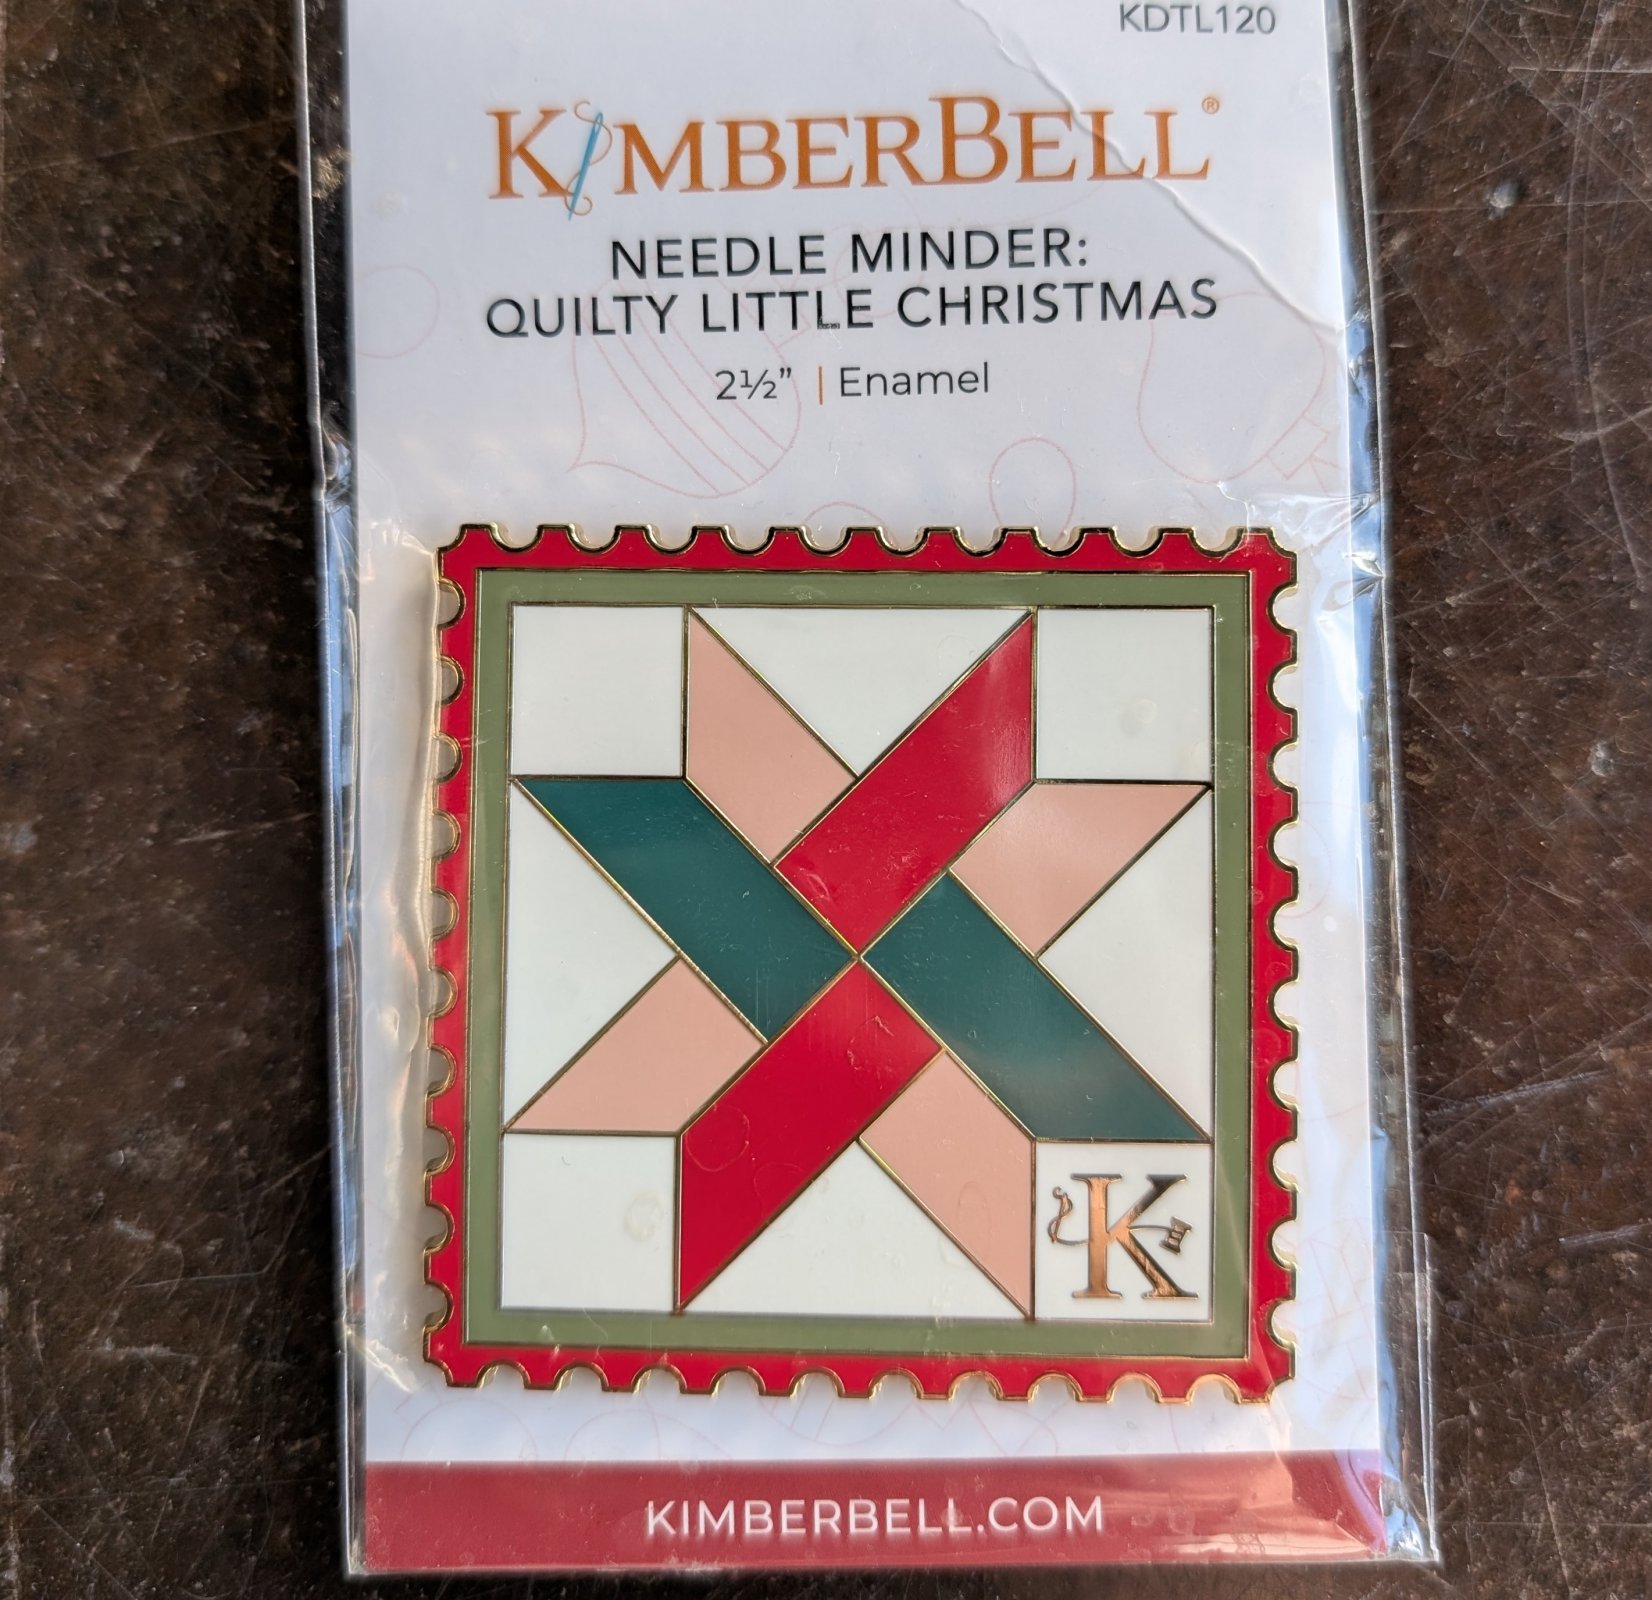 KDTL120
KIMBERBELL®
NEEDLE MINDER:
QUILTY LITTLE CHRISTMAS
2½" | Enamel
K
KIMBERBELL.COM